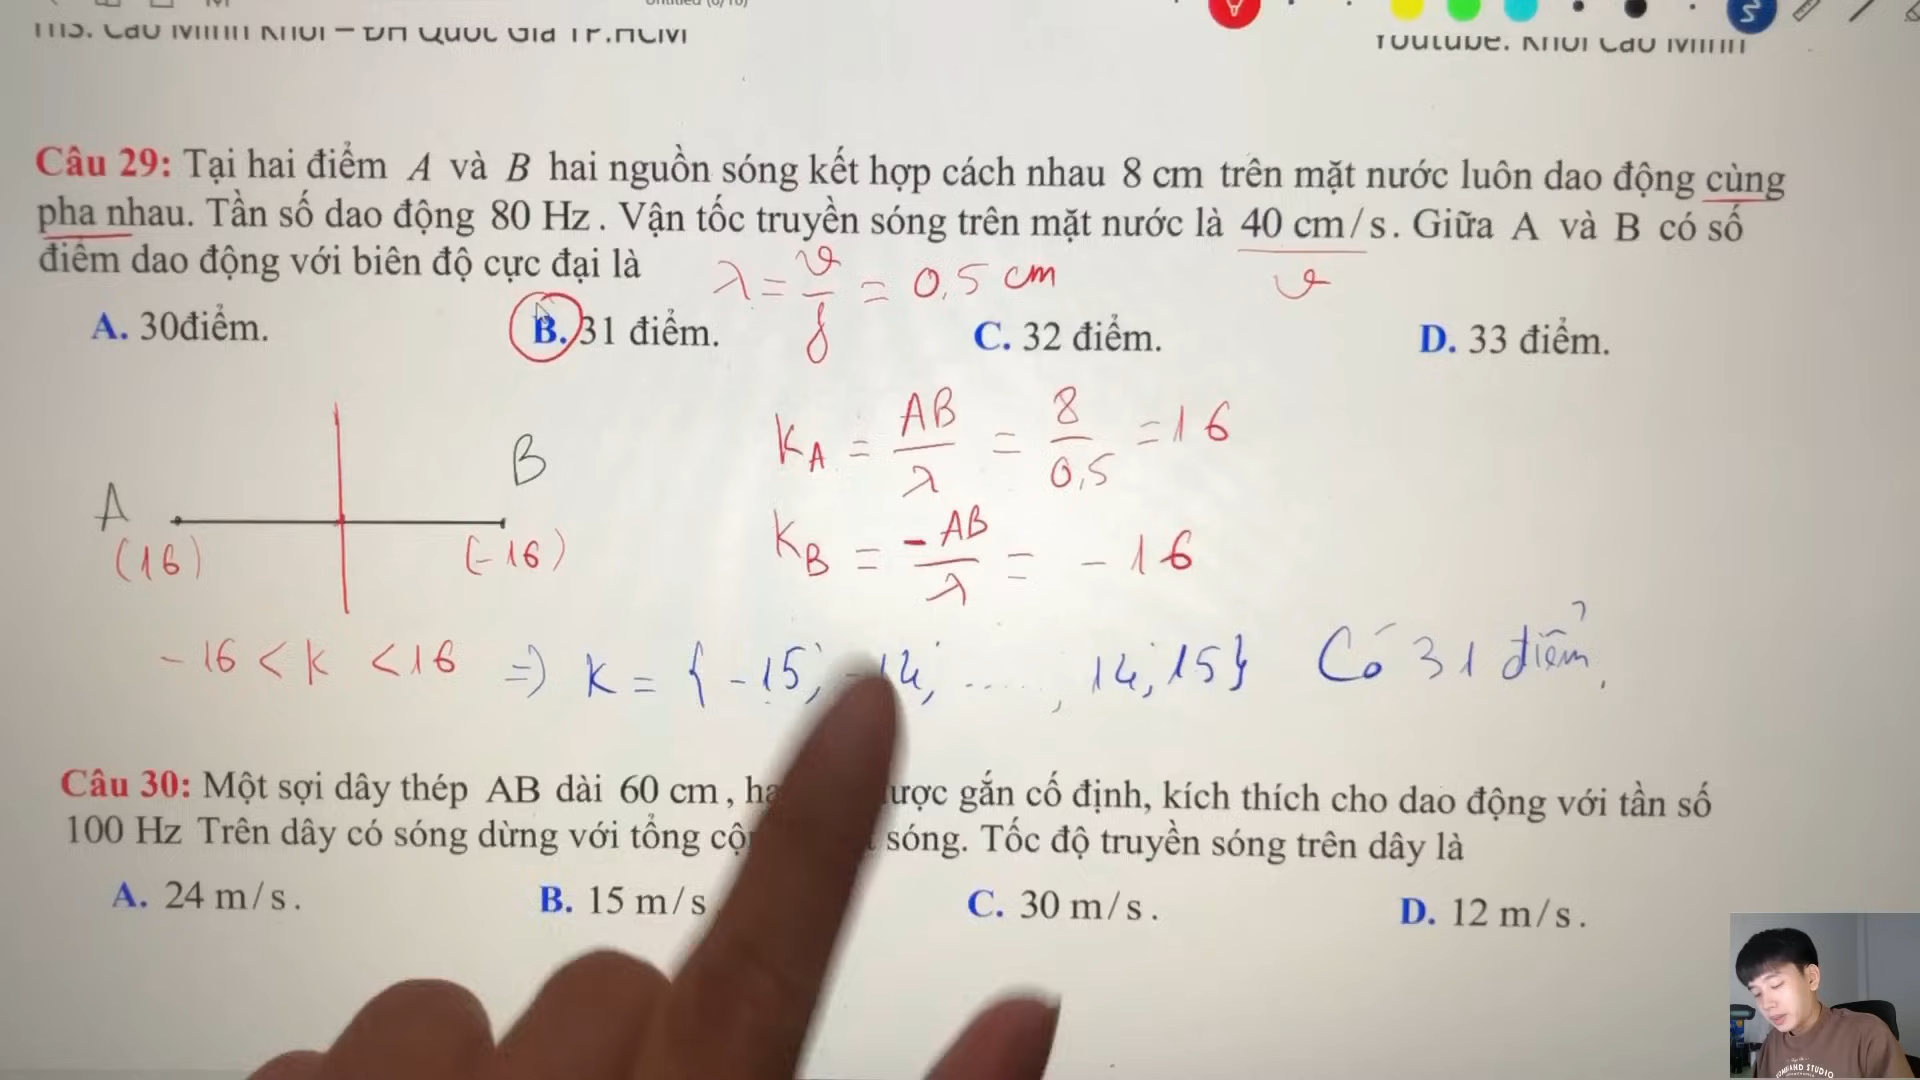 Câu 29: Tại hai điểm A và B hai nguồn sóng kết hợp cách nhau 8 cm trên mặt nước luôn dao động cùng
pha nhau. Tần số dao động 80 Hz. Vận tốc truyền sóng trên mặt nước là 40 cm/s. Giữa A và B có số
điểm dao động với biên độ cực đại là
λ = v/f = 0,5 cm
v
A. 30điểm. B. 31 điểm. C. 32 điểm. D. 33 điểm.
K_A = AB/λ = 8/0,5 = 16
A B
(16) (-16)
K_B = -AB/λ = -16
-16 < K < 16 => K = {-15; -14; ....; 14; 15} Có 31 điểm.
Câu 30: Một sợi dây thép AB dài 60 cm, gắn cố định, kích thích cho dao động với tần số
100 Hz Trên dây có sóng dừng với tổng sóng. Tốc độ truyền sóng trên dây là
A. 24 m/s. B. 15 m/s C. 30 m/s. D. 12 m/s.
STUDIO